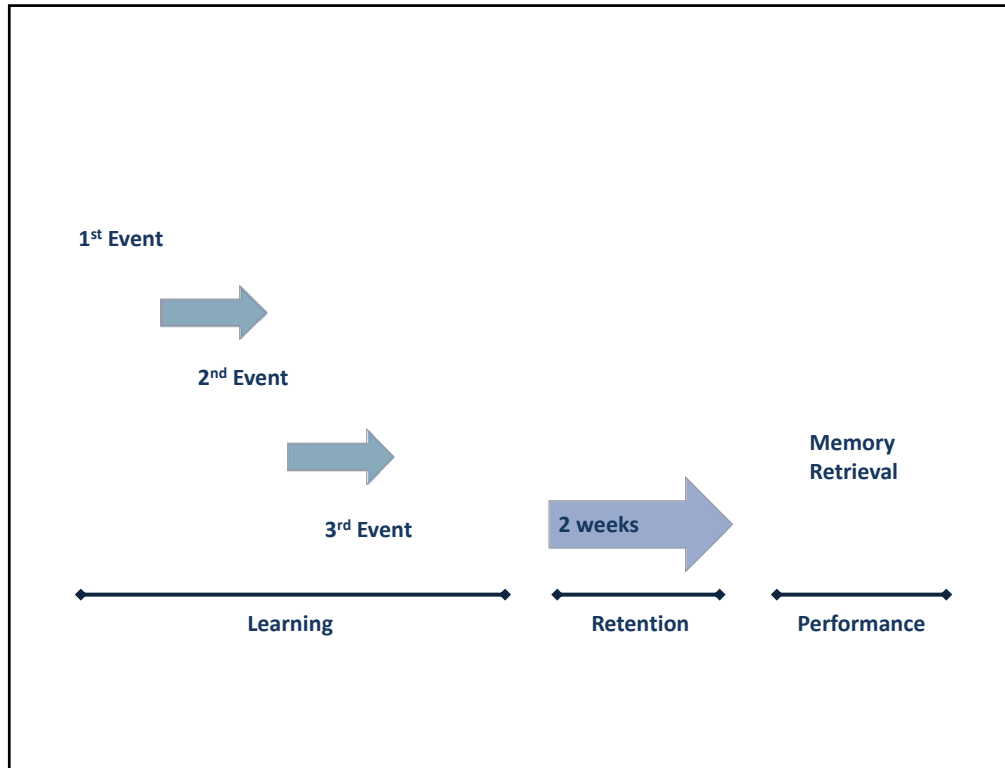 1st Event
2nd Event
3rd Event
2 weeks
Memory
Retrieval
Learning
Retention
Performance